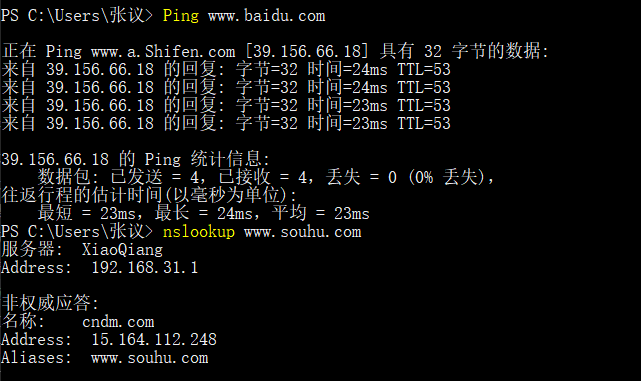 PS C:\Users\张议> Ping www.baidu.com
正在 Ping www.a.Shifen.com [39.156.66.18] 具有 32 字节的数据:
来自 39.156.66.18 的回复: 字节=32 时间=24ms TTL=53
来自 39.156.66.18 的回复: 字节=32 时间=24ms TTL=53
来自 39.156.66.18 的回复: 字节=32 时间=23ms TTL=53
来自 39.156.66.18 的回复: 字节=32 时间=23ms TTL=53
39.156.66.18 的 Ping 统计信息:
数据包: 已发送 = 4，已接收 = 4，丢失 = 0 (0% 丢失)，
往返行程的估计时间(以毫秒为单位):
最短 = 23ms，最长 = 24ms，平均 = 23ms
PS C:\Users\张议> nslookup www.souhu.com
服务器: XiaoQiang
Address: 192.168.31.1
非权威应答:
名称: cndm.com
Address: 15.164.112.248
Aliases: www.souhu.com